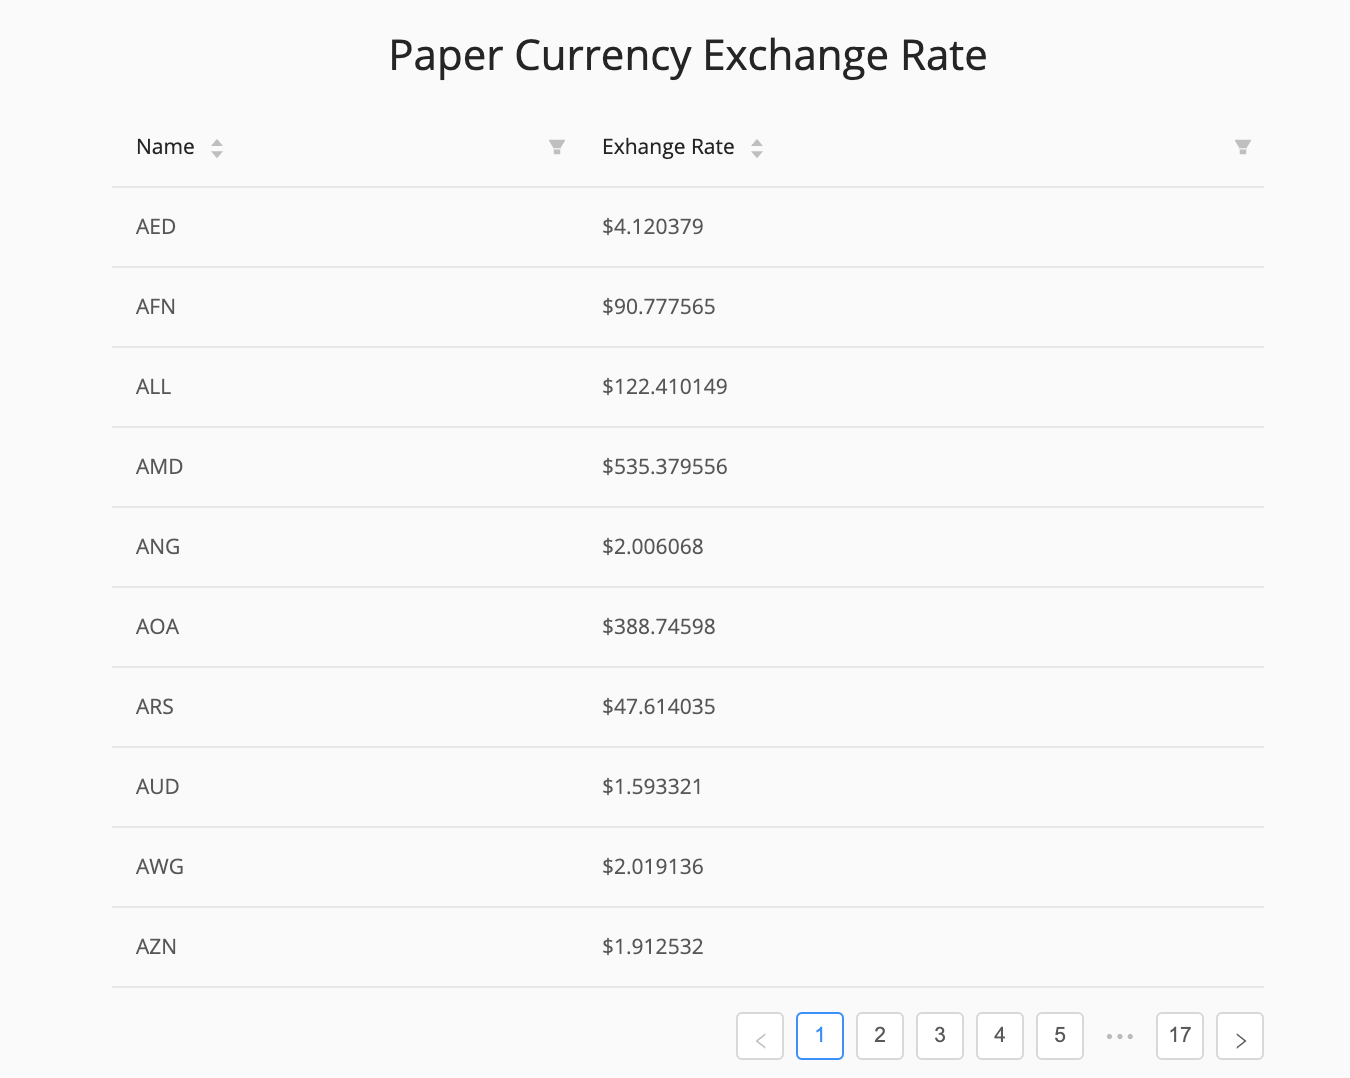 Paper Currency Exchange Rate
Name Exhange Rate
AED $4.120379
AFN $90.777565
ALL $122.410149
AMD $535.379556
ANG $2.006068
AOA $388.74598
ARS $47.614035
AUD $1.593321
AWG $2.019136
AZN $1.912532
< 1 2 3 4 5 ••• 17 >